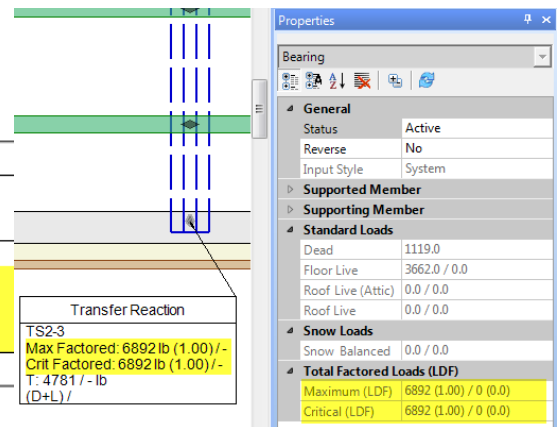 Transfer Reaction
TS2-3
Max Factored: 6892 lb (1.00) / -
Crit Factored: 6892 lb (1.00) / -
T: 4781 / - lb
(D+L) /
Properties
Bearing
General
Status Active
Reverse No
Input Style System
Supported Member
Supporting Member
Standard Loads
Dead 1119.0
Floor Live 3662.0 / 0.0
Roof Live (Attic) 0.0 / 0.0
Roof Live 0.0 / 0.0
Snow Loads
Snow Balanced 0.0 / 0.0
Total Factored Loads (LDF)
Maximum (LDF) 6892 (1.00) / 0 (0.0)
Critical (LDF) 6892 (1.00) / 0 (0.0)